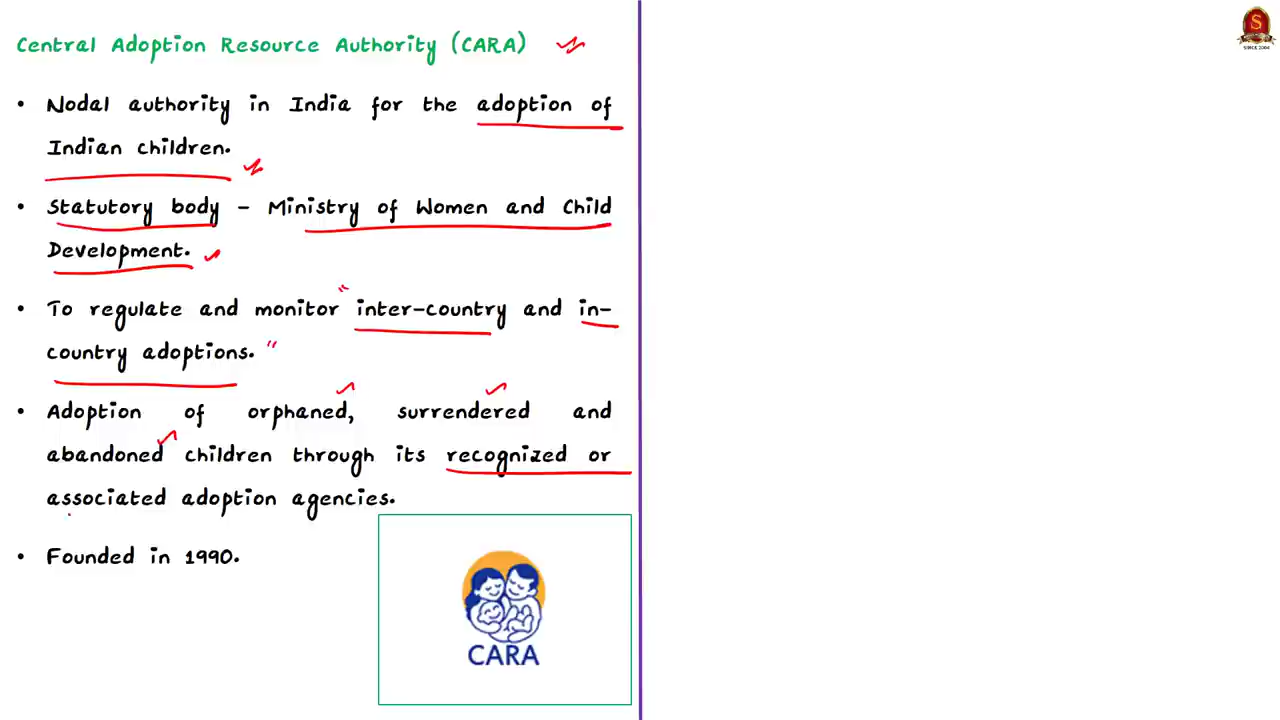 Central Adoption Resource Authority (CARA)
• Nodal authority in India for the adoption of
Indian children.
• Statutory body – Ministry of Women and Child
Development.
• To regulate and monitor " inter-country and in-
country adoptions. "
• Adoption of orphaned, surrendered and
abandoned children through its recognized or
associated adoption agencies.
• Founded in 1990.
CARA
S
SINCE 2004